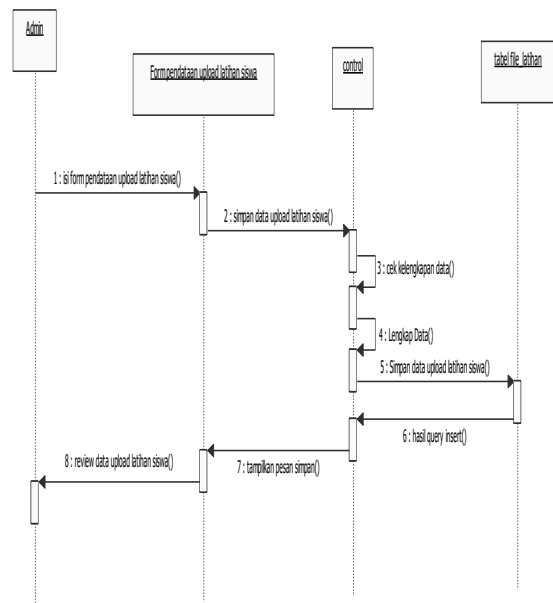 Admin
Form pendataan upload latihan siswa
control
tabel file_latihan
1 : isi form pendataan upload latihan siswa()
2 : simpan data upload latihan siswa()
3 : cek kelengkapan data()
4 : Lengkap Data()
5 : Simpan data upload latihan siswa()
6 : hasil query insert()
7 : tampilkan pesan simpan()
8 : review data upload latihan siswa()